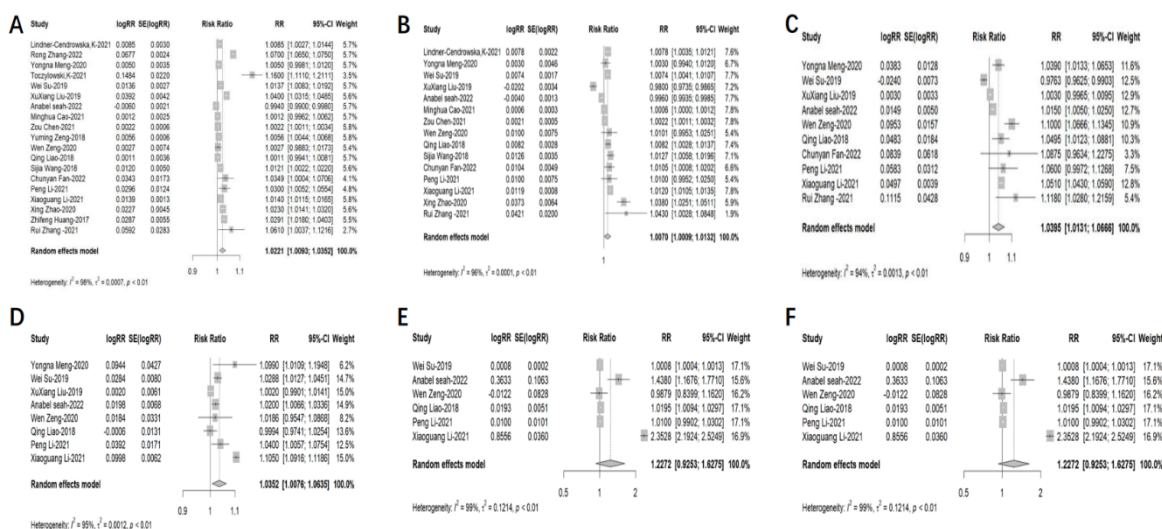 A
Study logRR SE(logRR) Risk Ratio RR 95%-CI Weight
Lindner-Cendrowska,K-2021 0.0085 0.0030 1.0085 [1.0027; 1.0144] 5.7%
Rong Zhang-2022 0.0677 0.0024 1.0700 [1.0650; 1.0750] 5.7%
Yongna Meng-2020 0.0050 0.0035 1.0050 [0.9981; 1.0120] 5.7%
Toczylowski,K-2021 0.1484 0.0220 1.1600 [1.1110; 1.2111] 3.5%
Wei Su-2019 0.0136 0.0027 1.0137 [1.0083; 1.0192] 5.7%
XuXiang Liu-2019 0.0392 0.0042 1.0400 [1.0315; 1.0485] 5.6%
Anabel seah-2022 -0.0060 0.0021 0.9940 [0.9900; 0.9980] 5.7%
Minghua Cao-2021 0.0012 0.0025 1.0012 [0.9962; 1.0062] 5.7%
Zou Chen-2021 0.0022 0.0006 1.0022 [1.0011; 1.0034] 5.7%
Yuming Zeng-2018 0.0056 0.0006 1.0056 [1.0044; 1.0068] 5.7%
Wen Zeng-2020 0.0027 0.0074 1.0027 [0.9883; 1.0173] 5.4%
Qing Liao-2018 0.0011 0.0036 1.0011 [0.9941; 1.0081] 5.7%
Sijia Wang-2018 0.0120 0.0050 1.0121 [1.0022; 1.0220] 5.6%
Chunyan Fan-2022 0.0343 0.0173 1.0349 [1.0004; 1.0706] 4.1%
Peng Li-2021 0.0296 0.0124 1.0300 [1.0052; 1.0554] 4.8%
Xiaoguang Li-2021 0.0139 0.0013 1.0140 [1.0115; 1.0165] 5.7%
Xing Zhao-2020 0.0227 0.0045 1.0230 [1.0141; 1.0320] 5.6%
Zhifeng Huang-2017 0.0287 0.0055 1.0291 [1.0180; 1.0403] 5.6%
Rui Zhang -2021 0.0592 0.0283 1.0610 [1.0037; 1.1216] 2.7%
Random effects model 1.0221 [1.0093; 1.0352] 100.0%
0.9 1 1.1
Heterogeneity: I² = 98%, τ² = 0.0007, p < 0.01
B
Study logRR SE(logRR) Risk Ratio RR 95%-CI Weight
Lindner-Cendrowska,K-2021 0.0078 0.0022 1.0078 [1.0035; 1.0121] 7.6%
Yongna Meng-2020 0.0030 0.0046 1.0030 [0.9940; 1.0120] 6.7%
Wei Su-2019 0.0074 0.0017 1.0074 [1.0041; 1.0107] 7.7%
XuXiang Liu-2019 -0.0202 0.0034 0.9800 [0.9735; 0.9865] 7.2%
Anabel seah-2022 -0.0040 0.0013 0.9960 [0.9935; 0.9985] 7.8%
Minghua Cao-2021 0.0006 0.0003 1.0006 [1.0000; 1.0012] 7.9%
Zou Chen-2021 0.0021 0.0005 1.0022 [1.0011; 1.0032] 7.9%
Wen Zeng-2020 0.0100 0.0075 1.0101 [0.9953; 1.0251] 5.4%
Qing Liao-2018 0.0082 0.0028 1.0082 [1.0028; 1.0137] 7.4%
Sijia Wang-2018 0.0126 0.0035 1.0127 [1.0058; 1.0196] 7.1%
Chunyan Fan-2022 0.0104 0.0049 1.0105 [1.0008; 1.0202] 6.6%
Peng Li-2021 0.0100 0.0075 1.0100 [0.9952; 1.0250] 5.4%
Xiaoguang Li-2021 0.0119 0.0008 1.0120 [1.0105; 1.0135] 7.9%
Xing Zhao-2020 0.0373 0.0064 1.0380 [1.0251; 1.0511] 5.9%
Rui Zhang -2021 0.0421 0.0200 1.0430 [1.0028; 1.0848] 1.9%
Random effects model 1.0070 [1.0009; 1.0132] 100.0%
1
Heterogeneity: I² = 96%, τ² = 0.0001, p < 0.01
C
Study logRR SE(logRR) Risk Ratio RR 95%-CI Weight
Yongna Meng-2020 0.0383 0.0128 1.0390 [1.0133; 1.0653] 11.6%
Wei Su-2019 -0.0240 0.0073 0.9763 [0.9625; 0.9903] 12.5%
XuXiang Liu-2019 0.0030 0.0033 1.0030 [0.9965; 1.0095] 12.9%
Anabel seah-2022 0.0149 0.0050 1.0150 [1.0050; 1.0250] 12.7%
Wen Zeng-2020 0.0953 0.0157 1.1000 [1.0666; 1.1345] 10.9%
Qing Liao-2018 0.0483 0.0184 1.0495 [1.0123; 1.0881] 10.3%
Chunyan Fan-2022 0.0839 0.0618 1.0875 [0.9634; 1.2275] 3.3%
Peng Li-2021 0.0583 0.0312 1.0600 [0.9972; 1.1268] 7.4%
Xiaoguang Li-2021 0.0497 0.0039 1.0510 [1.0430; 1.0590] 12.8%
Rui Zhang -2021 0.1115 0.0428 1.1180 [1.0280; 1.2159] 5.4%
Random effects model 1.0395 [1.0131; 1.0666] 100.0%
0.9 1 1.1
Heterogeneity: I² = 94%, τ² = 0.0013, p < 0.01
D
Study logRR SE(logRR) Risk Ratio RR 95%-CI Weight
Yongna Meng-2020 0.0944 0.0427 1.0990 [1.0109; 1.1948] 6.2%
Wei Su-2019 0.0284 0.0080 1.0288 [1.0127; 1.0451] 14.7%
XuXiang Liu-2019 0.0020 0.0061 1.0020 [0.9901; 1.0141] 15.0%
Anabel seah-2022 0.0198 0.0068 1.0200 [1.0066; 1.0336] 14.9%
Wen Zeng-2020 0.0184 0.0331 1.0186 [0.9547; 1.0868] 8.2%
Qing Liao-2018 -0.0006 0.0131 0.9994 [0.9741; 1.0254] 13.6%
Peng Li-2021 0.0392 0.0171 1.0400 [1.0057; 1.0754] 12.5%
Xiaoguang Li-2021 0.0998 0.0062 1.1050 [1.0916; 1.1186] 15.0%
Random effects model 1.0352 [1.0076; 1.0635] 100.0%
0.9 1 1.1
Heterogeneity: I² = 95%, τ² = 0.0012, p < 0.01
E
Study logRR SE(logRR) Risk Ratio RR 95%-CI Weight
Wei Su-2019 0.0008 0.0002 1.0008 [1.0004; 1.0013] 17.1%
Anabel seah-2022 0.3633 0.1063 1.4380 [1.1676; 1.7710] 15.6%
Wen Zeng-2020 -0.0122 0.0828 0.9879 [0.8399; 1.1620] 16.2%
Qing Liao-2018 0.0193 0.0051 1.0195 [1.0094; 1.0297] 17.1%
Peng Li-2021 0.0100 0.0101 1.0100 [0.9902; 1.0302] 17.1%
Xiaoguang Li-2021 0.8556 0.0360 2.3528 [2.1924; 2.5249] 16.9%
Random effects model 1.2272 [0.9253; 1.6275] 100.0%
0.5 1 2
Heterogeneity: I² = 99%, τ² = 0.1214, p < 0.01
F
Study logRR SE(logRR) Risk Ratio RR 95%-CI Weight
Wei Su-2019 0.0008 0.0002 1.0008 [1.0004; 1.0013] 17.1%
Anabel seah-2022 0.3633 0.1063 1.4380 [1.1676; 1.7710] 15.6%
Wen Zeng-2020 -0.0122 0.0828 0.9879 [0.8399; 1.1620] 16.2%
Qing Liao-2018 0.0193 0.0051 1.0195 [1.0094; 1.0297] 17.1%
Peng Li-2021 0.0100 0.0101 1.0100 [0.9902; 1.0302] 17.1%
Xiaoguang Li-2021 0.8556 0.0360 2.3528 [2.1924; 2.5249] 16.9%
Random effects model 1.2272 [0.9253; 1.6275] 100.0%
0.5 1 2
Heterogeneity: I² = 99%, τ² = 0.1214, p < 0.01